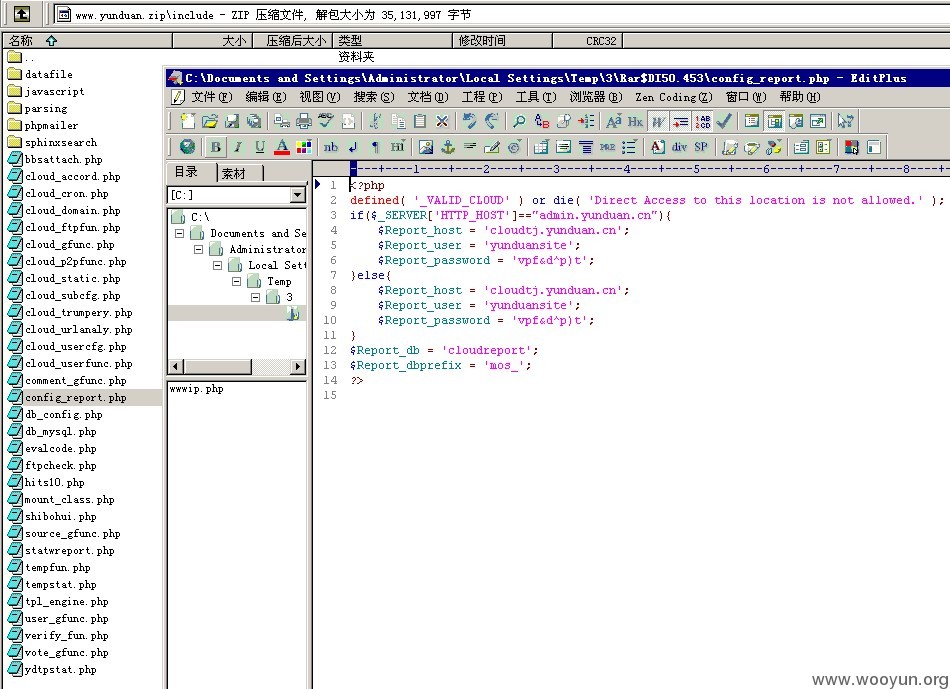 www.yunduan.zip\include - ZIP 压缩文件, 解包大小为 35,131,997 字节
名称 大小 压缩后大小 类型 修改时间 CRC32
..
资料夹
datafile
javascript
parsing
phpmailer
sphinxsearch
bbsattach.php
cloud_accord.php
cloud_cron.php
cloud_domain.php
cloud_ftpfun.php
cloud_gfunc.php
cloud_p2pfunc.php
cloud_static.php
cloud_subcfg.php
cloud_trumpery.php
cloud_urlanaly.php
cloud_usercfg.php
cloud_userfunc.php
comment_gfunc.php
config_report.php
db_config.php
db_mysql.php
evalcode.php
ftpcheck.php
hits10.php
mount_class.php
shibohui.php
source_gfunc.php
statwreport.php
tempfun.php
tempstat.php
tpl_engine.php
user_gfunc.php
verify_fun.php
vote_gfunc.php
ydtpstat.php
C:\Documents and Settings\Administrator\Local Settings\Temp\3\Rar$DI50.453\config_report.php - EditPlus
文件(F) 编辑(E) 视图(V) 搜索(S) 文档(D) 工程(P) 工具(T) 浏览器(B) Zen Coding(Z) 窗口(W) 帮助(H)
B I U A nb Hi PRE A div SP
目录 素材
[C:]
C:\
Documents and Se
Administrator
Local Sett
Temp
3
wwwip.php
----+----1----+----2----+----3----+----4----+----5----+----6----+----7----+----8----+
1 <?php
2 defined( '_VALID_CLOUD' ) or die( 'Direct Access to this location is not allowed.' );
3 if($_SERVER['HTTP_HOST']=="admin.yunduan.cn"){
4 $Report_host = 'cloudtj.yunduan.cn';
5 $Report_user = 'yunduansite';
6 $Report_password = 'vpf&d^p)t';
7 }else{
8 $Report_host = 'cloudtj.yunduan.cn';
9 $Report_user = 'yunduansite';
10 $Report_password = 'vpf&d^p)t';
11 }
12 $Report_db = 'cloudreport';
13 $Report_dbprefix = 'mos_';
14 ?>
15
www.wooyun.org